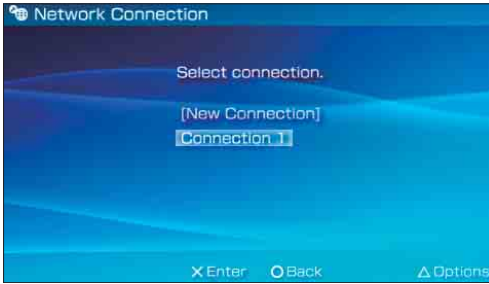 Network Connection
Select connection.
[New Connection]
Connection 1
X Enter O Back △ Options